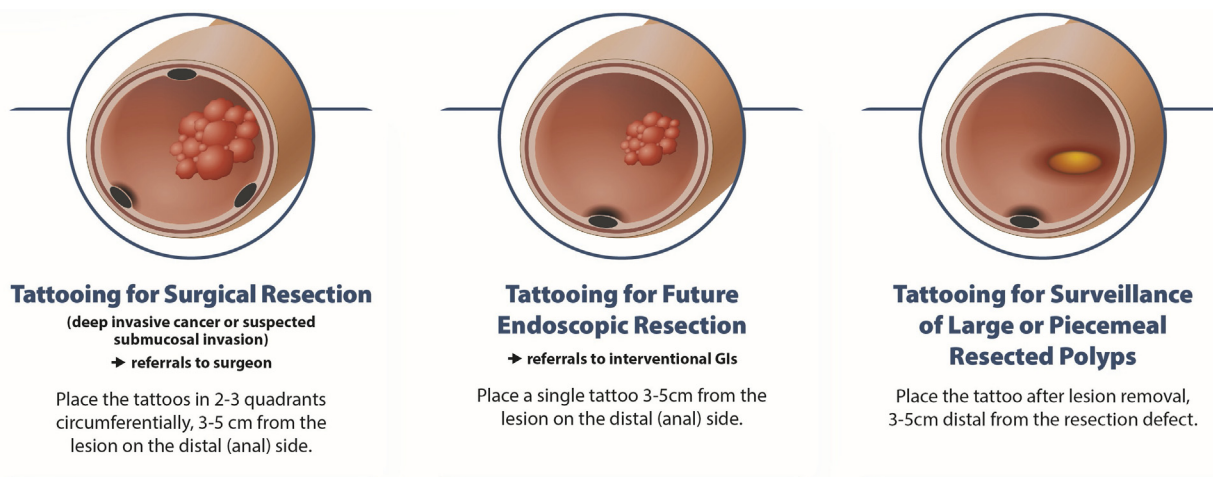 Tattooing for Surgical Resection
(deep invasive cancer or suspected
submucosal invasion)
➔ referrals to surgeon
Place the tattoos in 2-3 quadrants
circumferentially, 3-5 cm from the
lesion on the distal (anal) side.
Tattooing for Future
Endoscopic Resection
➔ referrals to interventional GIs
Place a single tattoo 3-5cm from the
lesion on the distal (anal) side.
Tattooing for Surveillance
of Large or Piecemeal
Resected Polyps
Place the tattoo after lesion removal,
3-5cm distal from the resection defect.